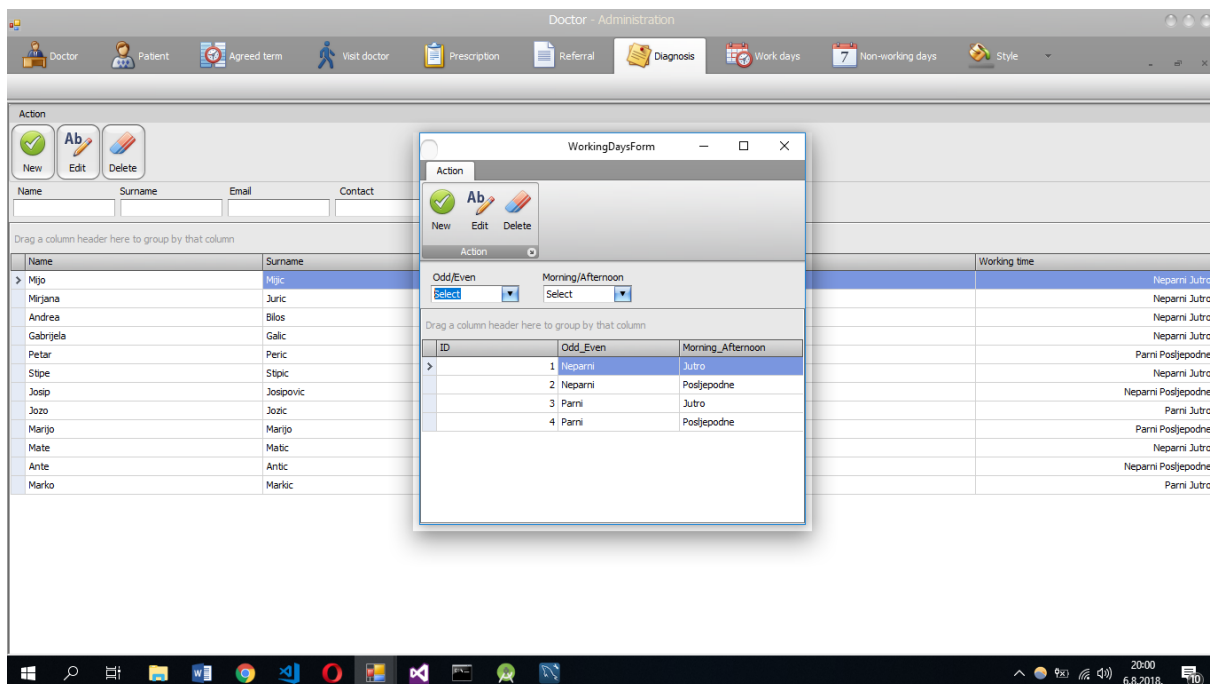 Doctor - Administration
Doctor Patient Agreed term Visit doctor Prescription Referral Diagnosis Work days 7 Non-working days Style
Action
New Edit Delete
Name Surname Email Contact
Drag a column header here to group by that column
Name Surname Working time
Mijo Mijic Neparni Jutro
Mirjana Juric Neparni Jutro
Andrea Bilos Neparni Jutro
Gabrijela Galic Neparni Jutro
Petar Peric Parni Posljepodne
Stipe Stipic Neparni Jutro
Josip Josipovic Neparni Posljepodne
Jozo Jozic Parni Jutro
Marijo Marijo Parni Posljepodne
Mate Matic Neparni Jutro
Ante Antic Neparni Posljepodne
Marko Markic Parni Jutro
WorkingDaysForm
Action
Ab
New Edit Delete
Action
Odd/Even Morning/Afternoon
Select Select
Drag a column header here to group by that column
ID Odd_Even Morning_Afternoon
1 Neparni Jutro
2 Neparni Posljepodne
3 Parni Jutro
4 Parni Posljepodne
20:00
6.8.2018.